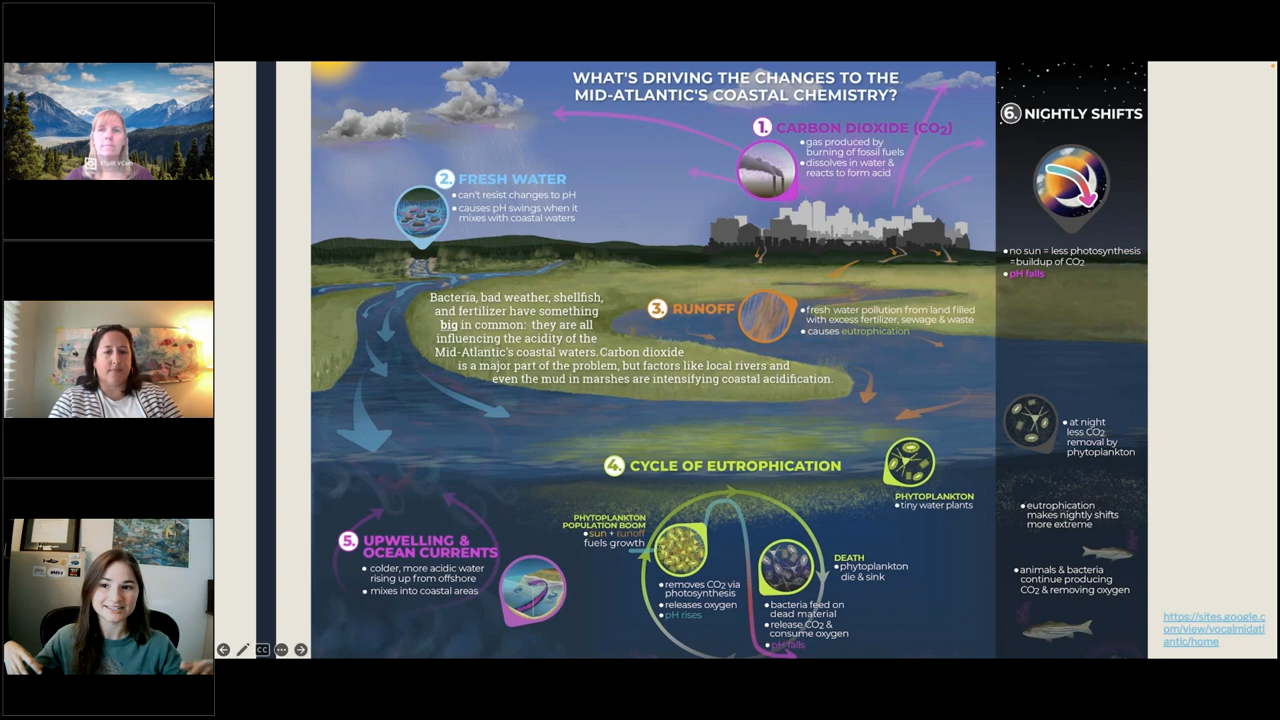 XSplit VCam
WHAT'S DRIVING THE CHANGES TO THE
MID-ATLANTIC'S COASTAL CHEMISTRY?
1. CARBON DIOXIDE (CO2)
• gas produced by
burning of fossil fuels
• dissolves in water &
reacts to form acid
2. FRESH WATER
• can't resist changes to pH
• causes pH swings when it
mixes with coastal waters
Bacteria, bad weather, shellfish,
and fertilizer have something
big in common: they are all
influencing the acidity of the
Mid-Atlantic's coastal waters. Carbon dioxide
is a major part of the problem, but factors like local rivers and
even the mud in marshes are intensifying coastal acidification.
3. RUNOFF
• fresh water pollution from land filled
with excess fertilizer, sewage & waste
• causes eutrophication
4. CYCLE OF EUTROPHICATION
PHYTOPLANKTON
• tiny water plants
PHYTOPLANKTON
POPULATION BOOM
• sun + runoff
fuels growth
• removes CO2 via
photosynthesis
• releases oxygen
• pH rises
DEATH
• phytoplankton
die & sink
• bacteria feed on
dead material
• release CO2 &
consume oxygen
• pH falls
5. UPWELLING &
OCEAN CURRENTS
• colder, more acidic water
rising up from offshore
• mixes into coastal areas
6. NIGHTLY SHIFTS
• no sun = less photosynthesis
=buildup of CO2
• pH falls
• at night
less CO2
removal by
phytoplankton
• eutrophication
makes nightly shifts
more extreme
• animals & bacteria
continue producing
CO2 & removing oxygen
https://sites.google.c
om/view/vocalmidatl
antic/home
CC